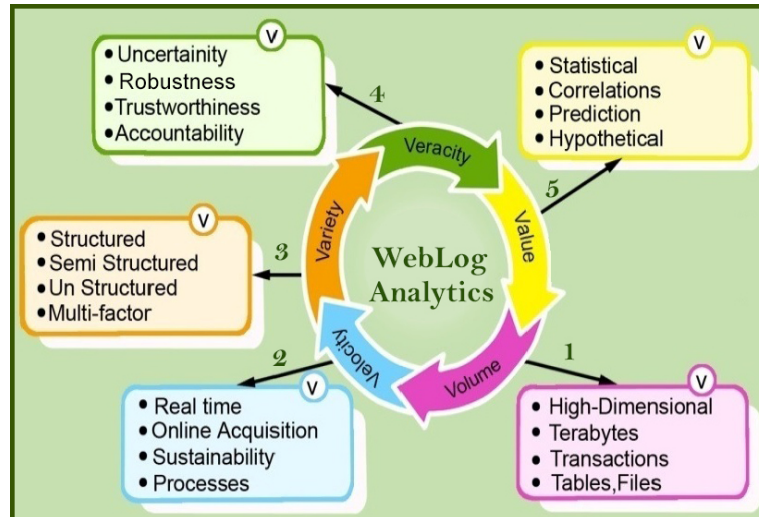 V
• Uncertainity
• Robustness
• Trustworthiness
• Accountability
4
V
• Statistical
• Correlations
• Prediction
• Hypothetical
5
Veracity
Value
Variety
Velocity
Volume
WebLog
Analytics
V
• Structured
• Semi Structured
• Un Structured
• Multi-factor
3
2
V
• Real time
• Online Acquisition
• Sustainability
• Processes
1
V
• High-Dimensional
• Terabytes
• Transactions
• Tables,Files